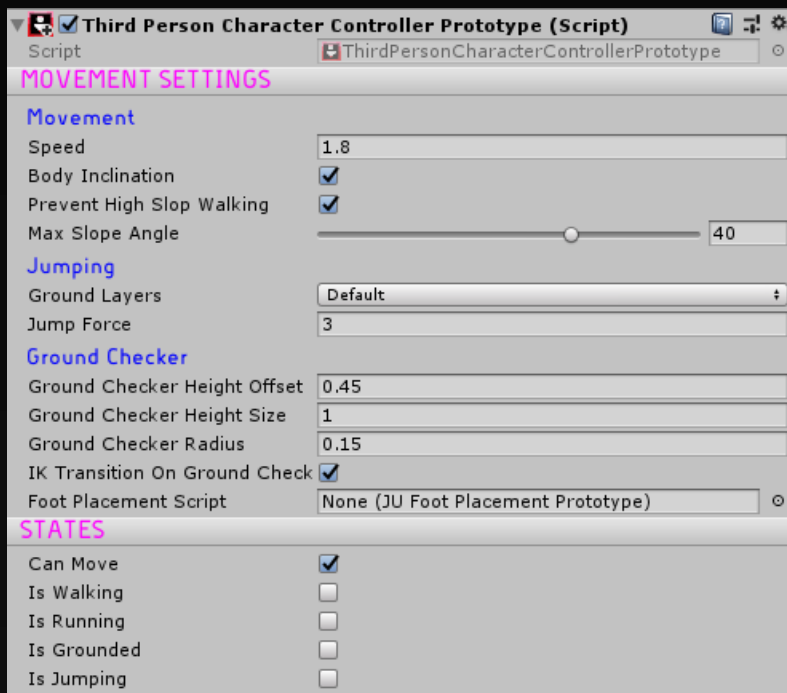 Third Person Character Controller Prototype (Script)
Script ThirdPersonCharacterControllerPrototype
MOVEMENT SETTINGS
Movement
Speed 1.8
Body Inclination
Prevent High Slop Walking
Max Slope Angle 40
Jumping
Ground Layers Default
Jump Force 3
Ground Checker
Ground Checker Height Offset 0.45
Ground Checker Height Size 1
Ground Checker Radius 0.15
IK Transition On Ground Check
Foot Placement Script None (JU Foot Placement Prototype)
STATES
Can Move
Is Walking
Is Running
Is Grounded
Is Jumping